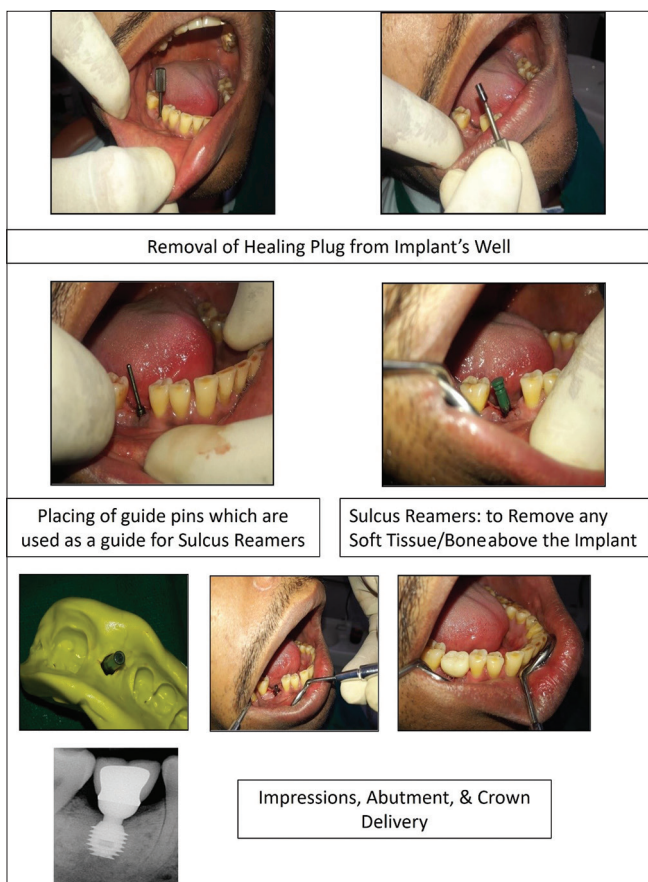 Removal of Healing Plug from Implant's Well
Placing of guide pins which are
used as a guide for Sulcus Reamers
Sulcus Reamers: to Remove any
Soft Tissue/Boneabove the Implant
Impressions, Abutment, & Crown
Delivery